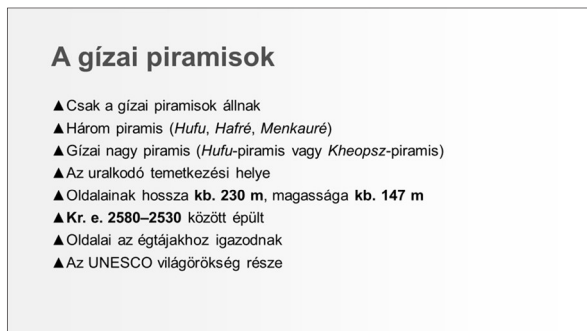 A gízai piramisok
▲Csak a gízai piramisok állnak
▲Három piramis (Hufu, Hafré, Menkauré)
▲Gízai nagy piramis (Hufu-piramis vagy Kheopsz-piramis)
▲Az uralkodó temetkezési helye
▲Oldalainak hossza kb. 230 m, magassága kb. 147 m
▲Kr. e. 2580–2530 között épült
▲Oldalai az égtájakhoz igazodnak
▲Az UNESCO világörökség része